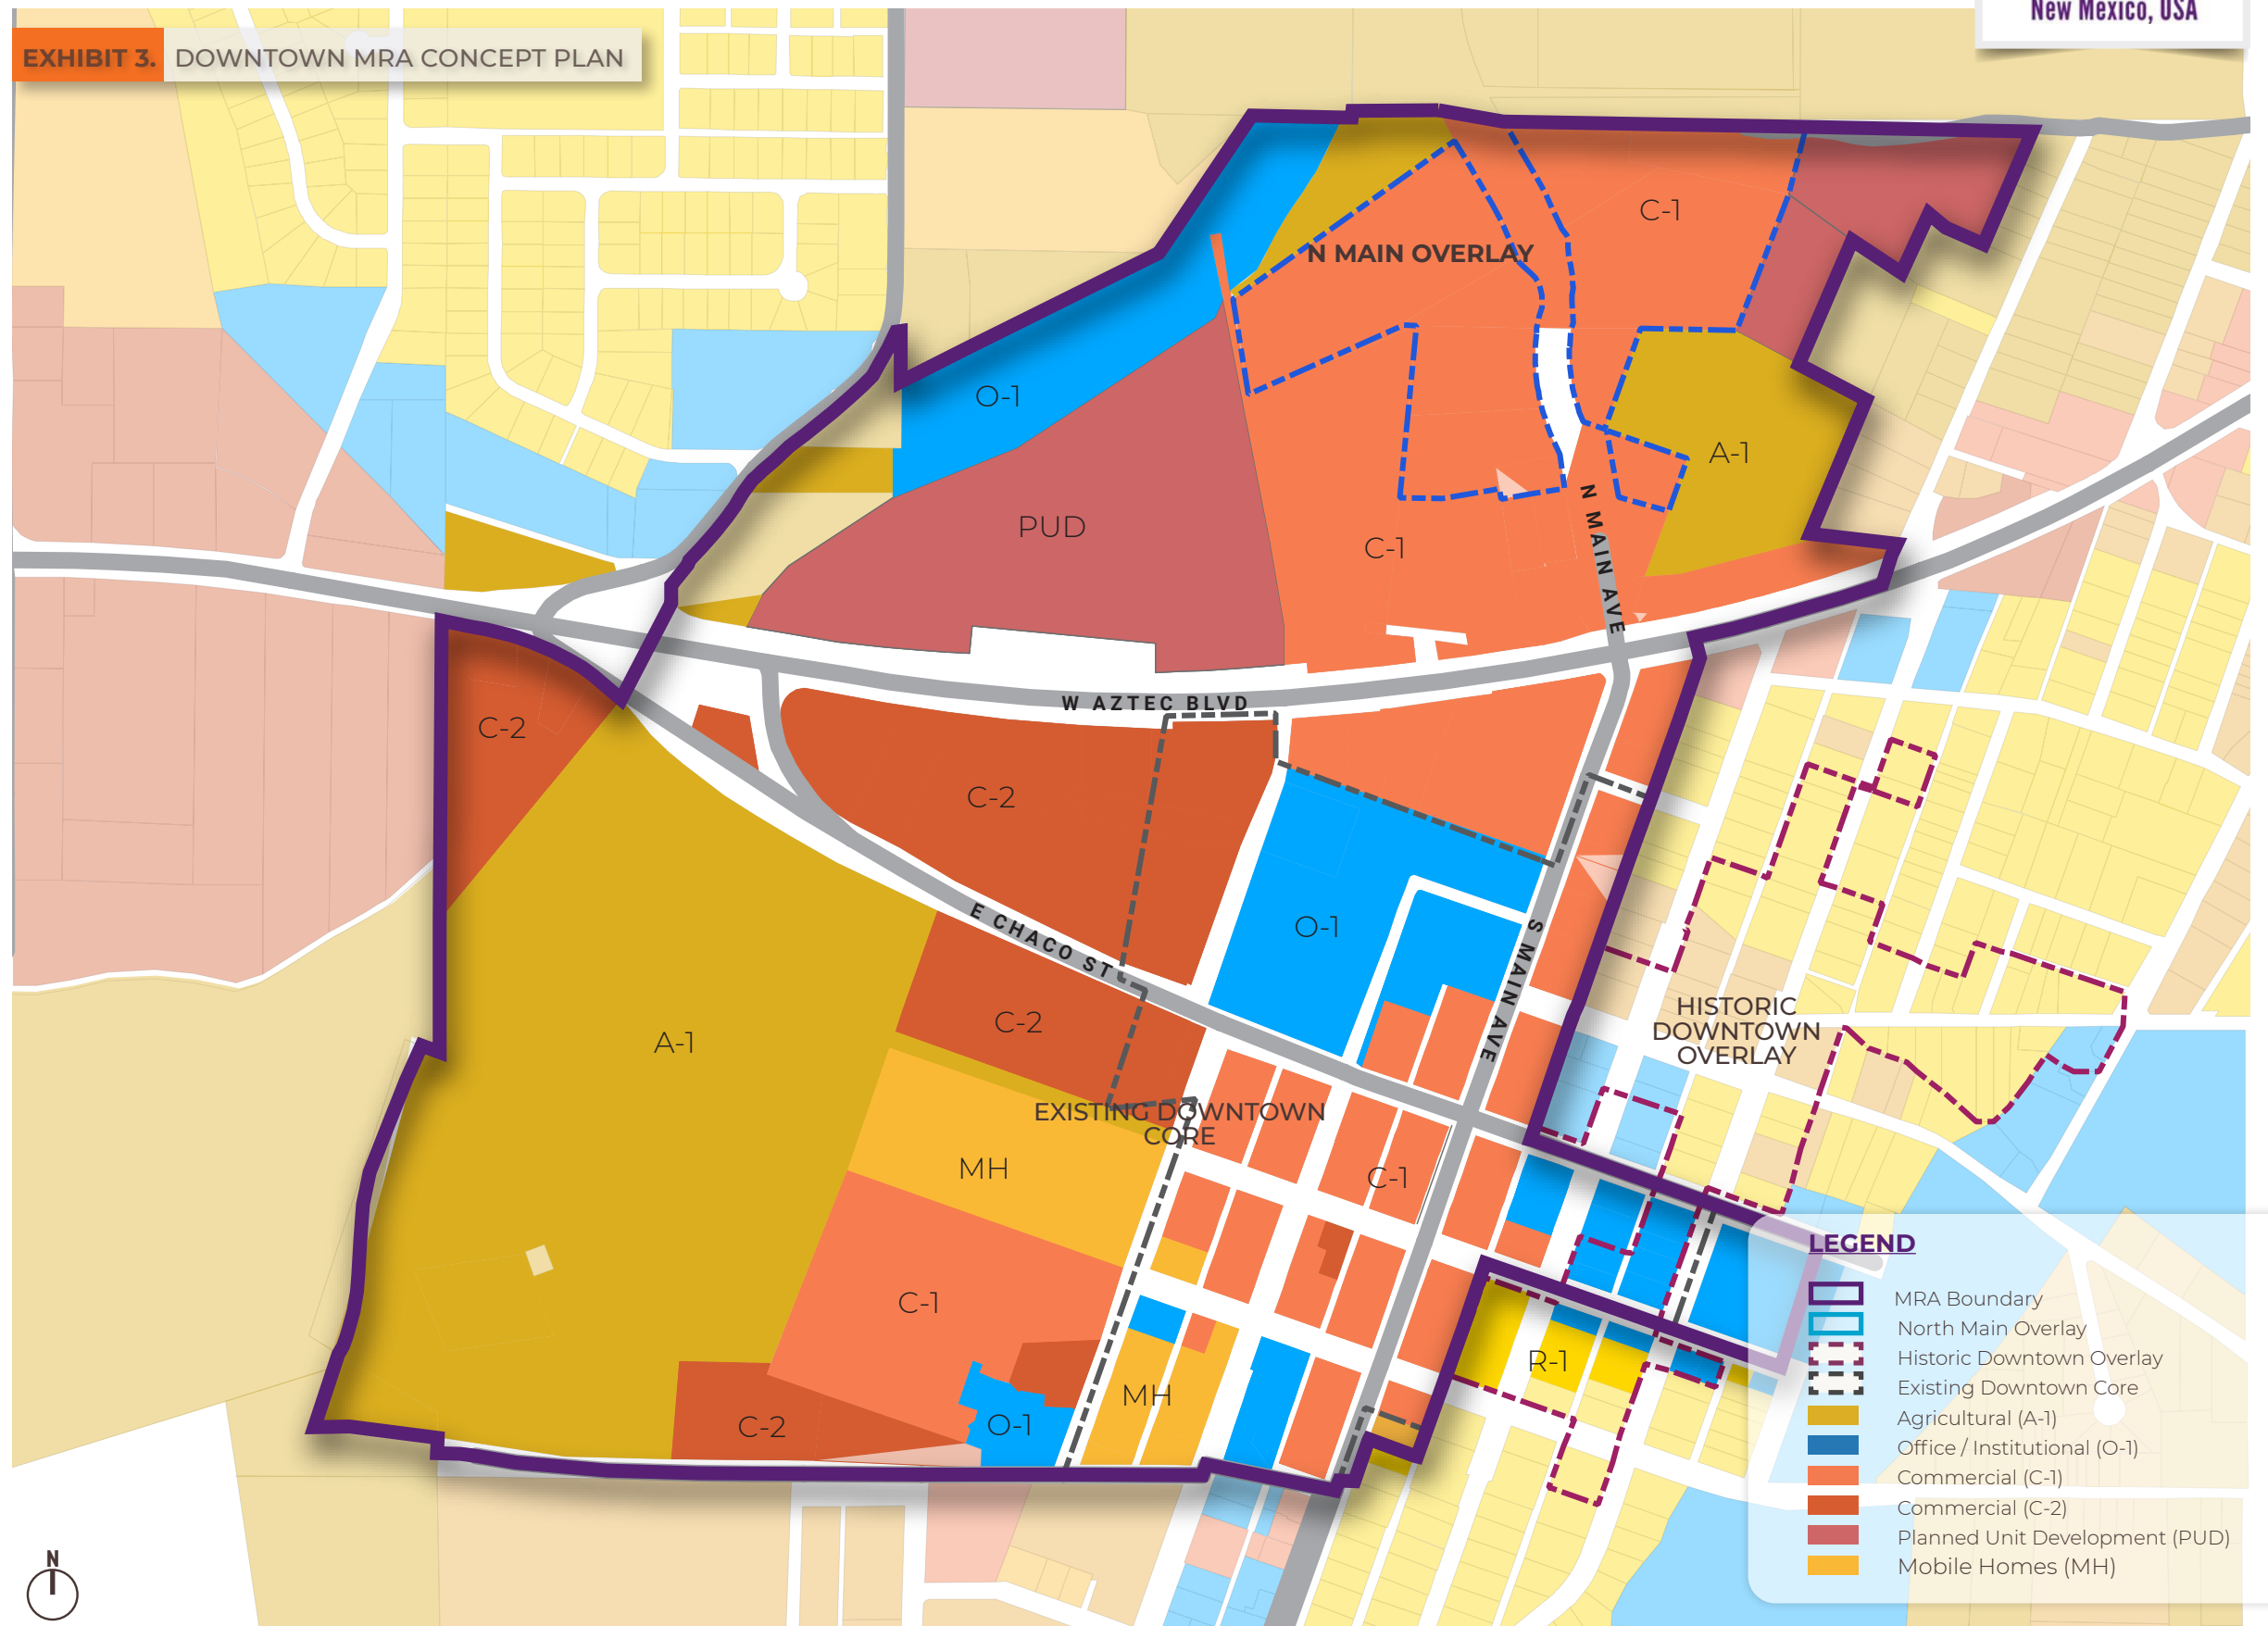 New Mexico, USA
EXHIBIT 3.
DOWNTOWN MRA CONCEPT PLAN
C-1
N MAIN OVERLAY
O-1
A-1
PUD
C-1
N MAIN AVE
W AZTEC BLVD
C-2
C-2
O-1
E CHACO ST
S MAIN AVE
C-2
A-1
HISTORIC
DOWNTOWN
OVERLAY
EXISTING DOWNTOWN
CORE
MH
C-1
C-1
R-1
MH
C-2
O-1
LEGEND
MRA Boundary
North Main Overlay
Historic Downtown Overlay
Existing Downtown Core
Agricultural (A-1)
Office / Institutional (O-1)
Commercial (C-1)
Commercial (C-2)
Planned Unit Development (PUD)
Mobile Homes (MH)
N